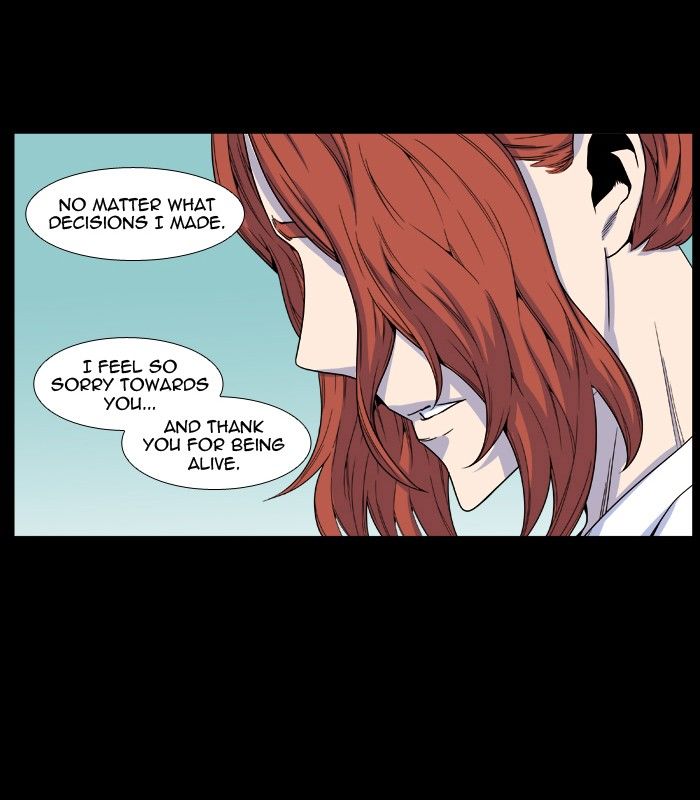 NO MATTER WHAT
DECISIONS I MADE.
I FEEL SO
SORRY TOWARDS
YOU...
AND THANK
YOU FOR BEING
ALIVE.